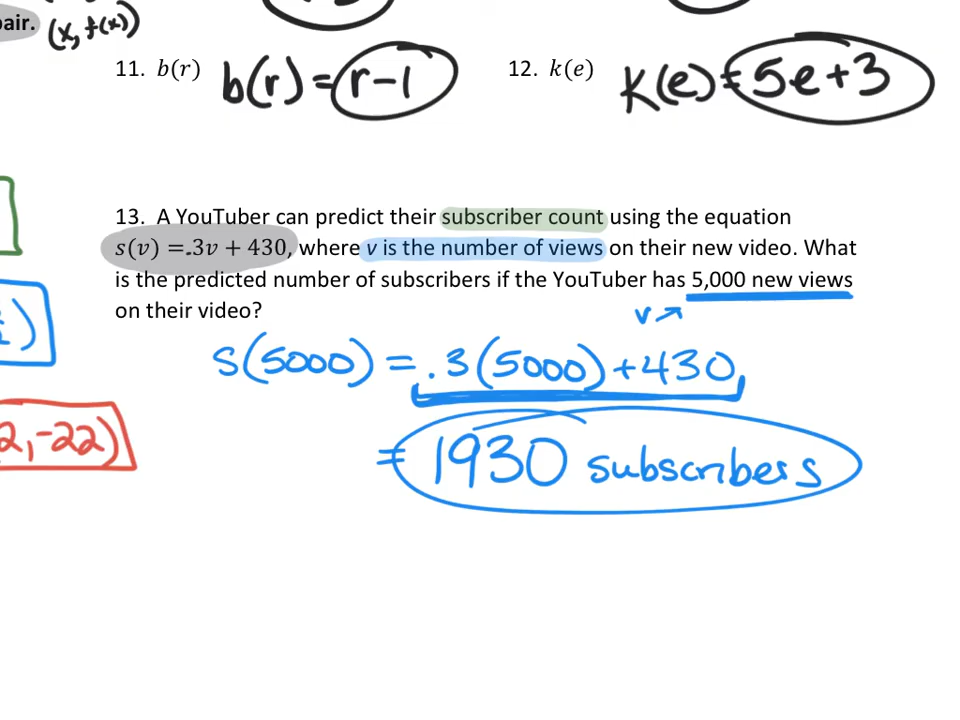 pair. (x, f(x))
11. b(r) b(r) = r-1
12. k(e) K(e) = 5e+3
13. A YouTuber can predict their subscriber count using the equation
s(v) = .3v + 430, where v is the number of views on their new video. What
is the predicted number of subscribers if the YouTuber has 5,000 new views
on their video?
v
s(5000) = .3(5000)+430
= 1930 subscribers
2,-22)